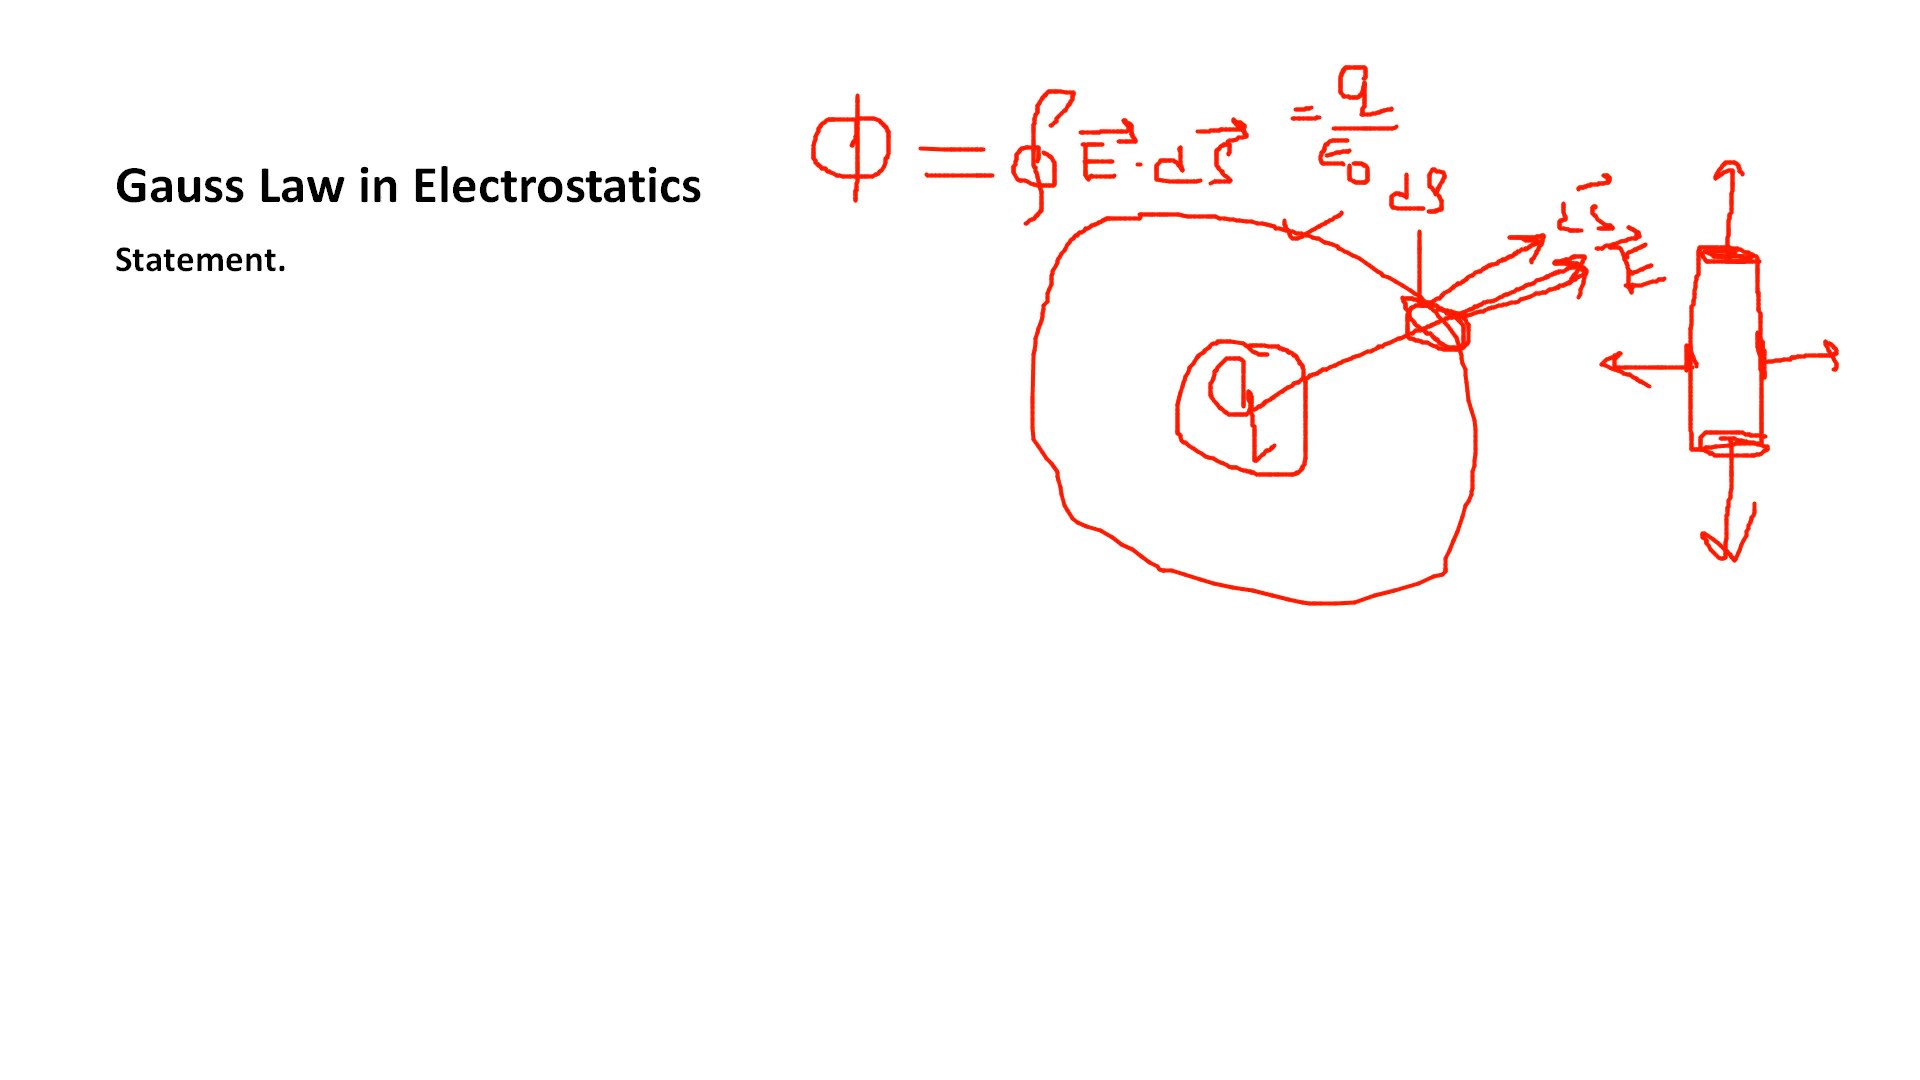 Gauss Law in Electrostatics
Statement.
ϕ = ∮ E⃗ · dS⃗ = q/ε₀
dS
dS⃗
E⃗
q